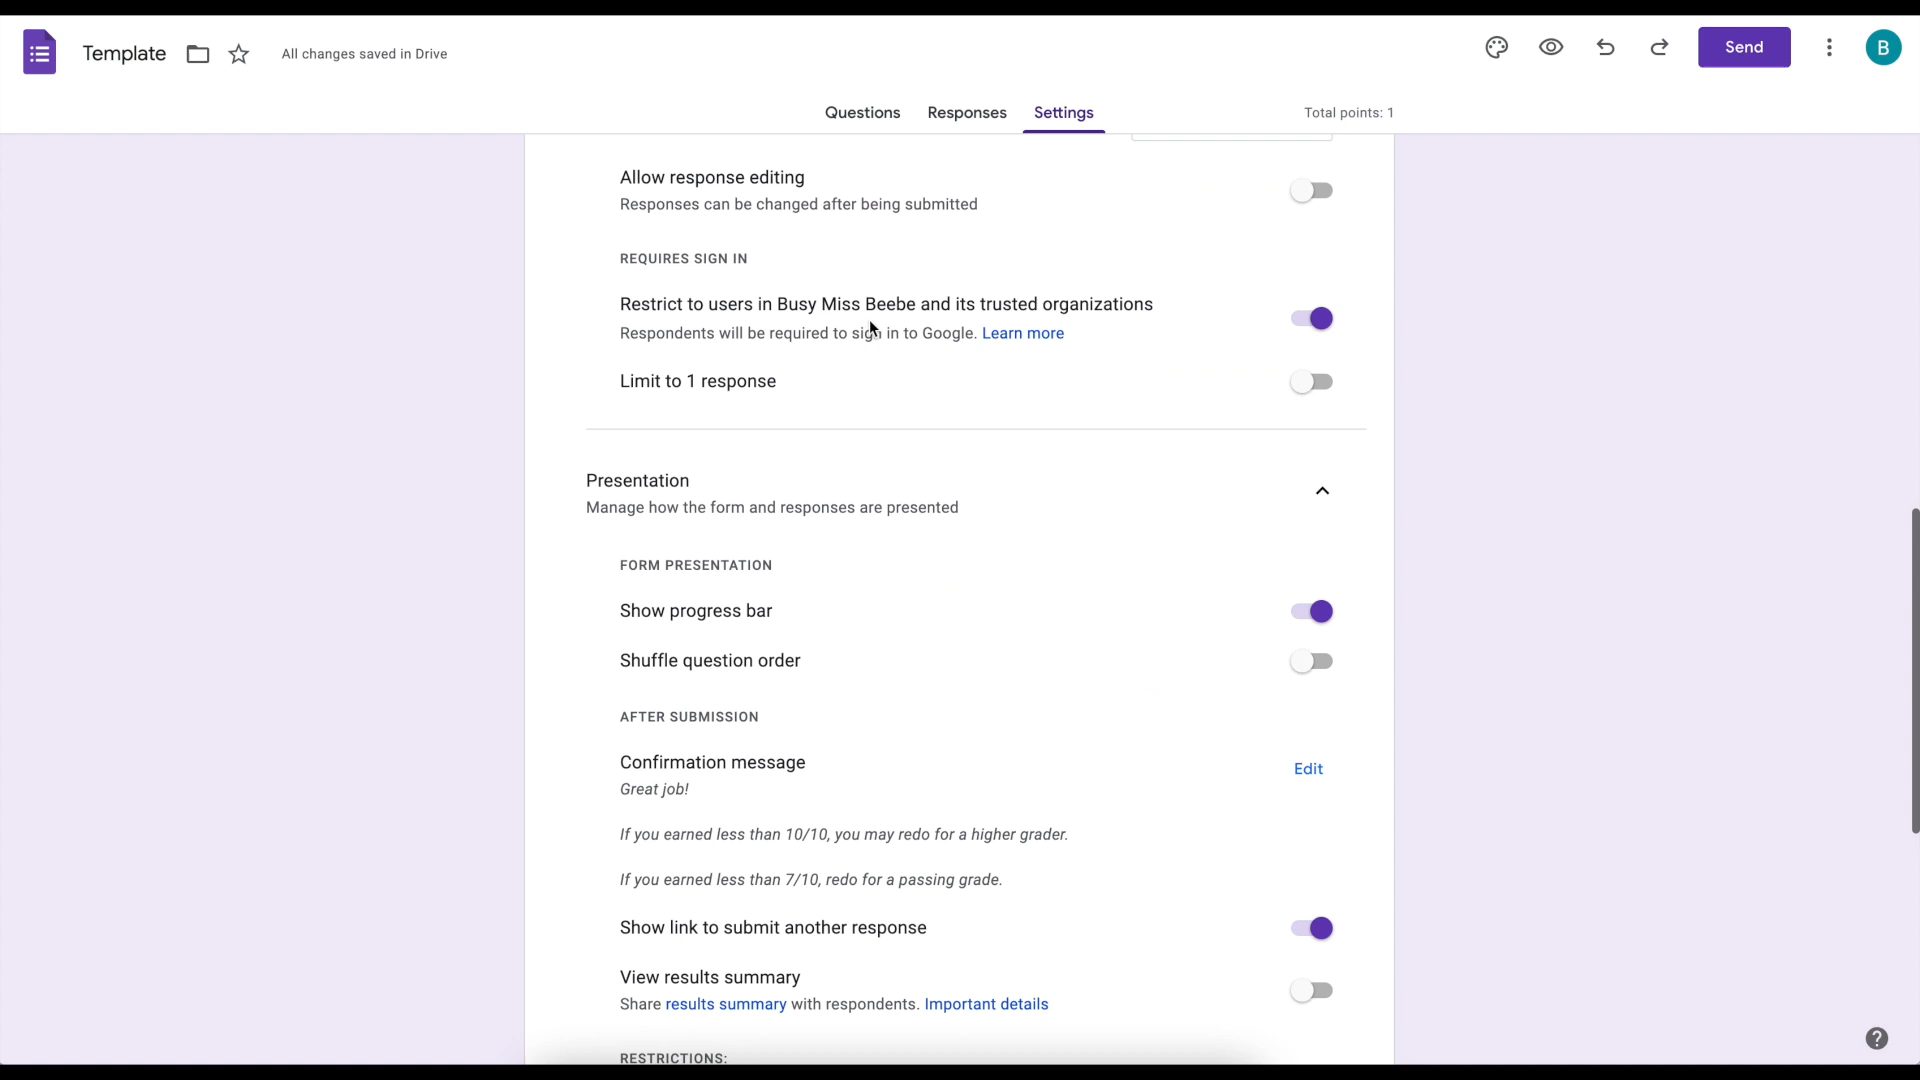 Template
All changes saved in Drive
Send
B
Questions
Responses
Settings
Total points: 1
Allow response editing
Responses can be changed after being submitted
REQUIRES SIGN IN
Restrict to users in Busy Miss Beebe and its trusted organizations
Respondents will be required to sign in to Google. Learn more
Limit to 1 response
Presentation
Manage how the form and responses are presented
FORM PRESENTATION
Show progress bar
Shuffle question order
AFTER SUBMISSION
Confirmation message
Edit
Great job!
If you earned less than 10/10, you may redo for a higher grader.
If you earned less than 7/10, redo for a passing grade.
Show link to submit another response
View results summary
Share results summary with respondents. Important details
RESTRICTIONS: